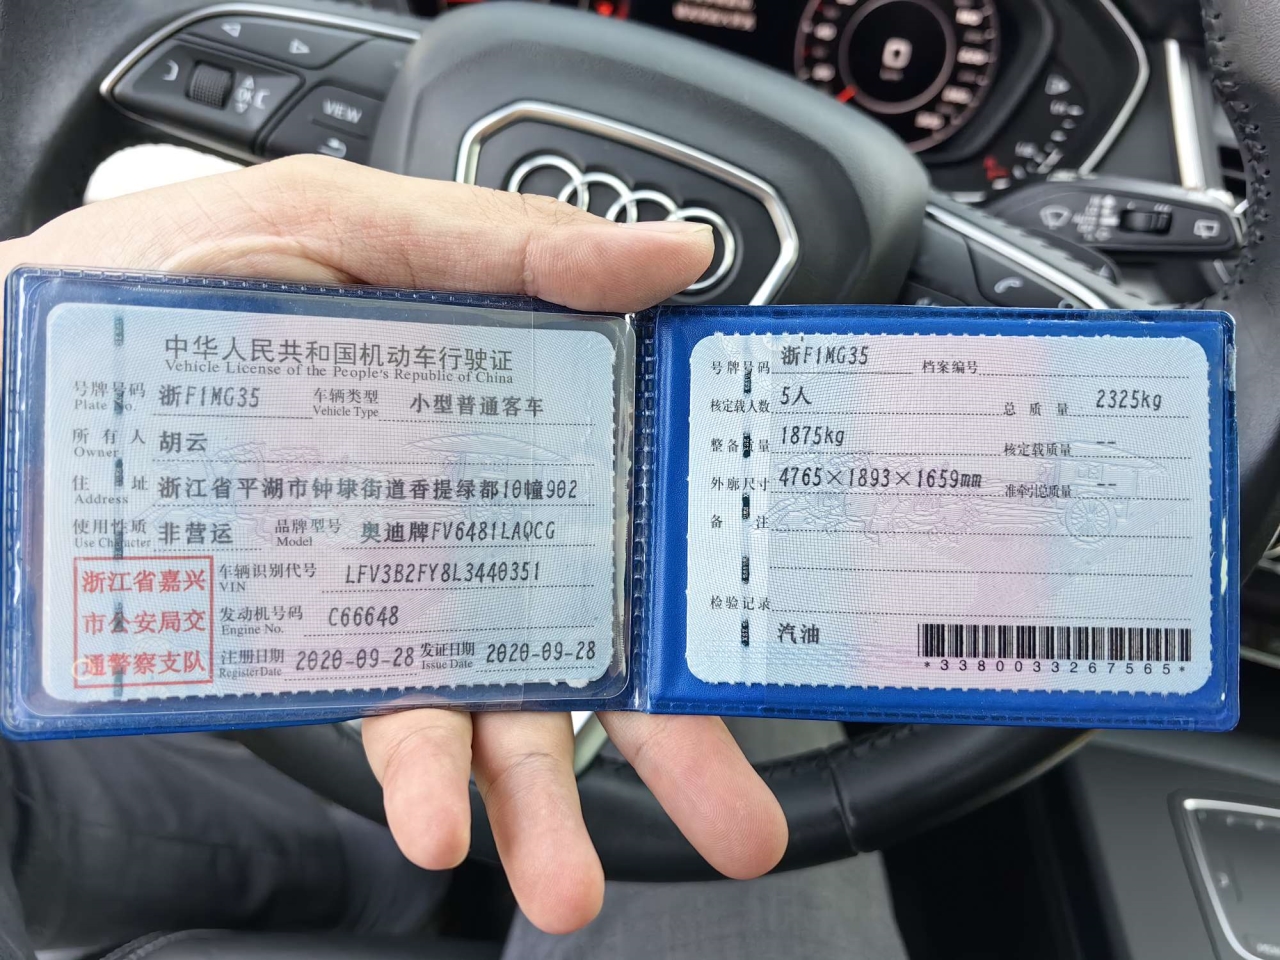 VIEW
中华人民共和国机动车行驶证
Vehicle License of the People's Republic of China
号牌号码 浙F1MG35 车辆类型 小型普通客车
Plate No. Vehicle Type
所有人 胡云
Owner
住址 浙江省平湖市钟埭街道香提绿都10幢902
Address
使用性质 非营运 品牌型号 奥迪牌FV6481LAQCG
Use Character Model
浙江省嘉兴
市公安局交
通警察支队
车辆识别代号 LFV3B2FY8L3440351
VIN
发动机号码 C66648
Engine No.
注册日期 2020-09-28 发证日期 2020-09-28
Register Date Issue Date
号牌号码 浙F1MG35 档案编号
核定载人数 5人 总质量 2325kg
整备质量 1875kg 核定载质量 --
外廓尺寸 4765×1893×1659mm 准牵引总质量 --
备注
检验记录
汽油
*3380033267565*